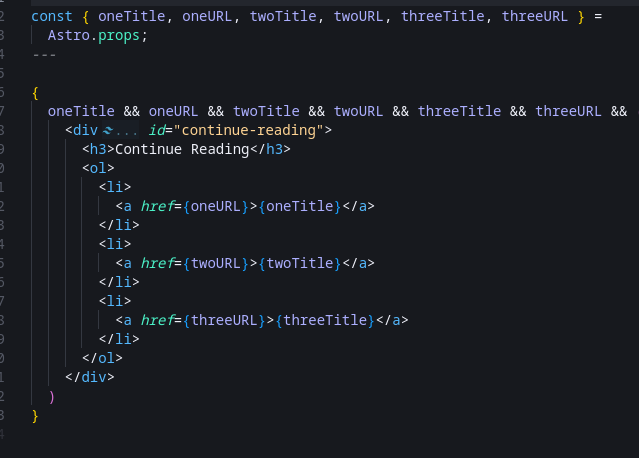 const { oneTitle, oneURL, twoTitle, twoURL, threeTitle, threeURL } =
Astro.props;
---
{
oneTitle && oneURL && twoTitle && twoURL && threeTitle && threeURL &&
<div ... id="continue-reading">
<h3>Continue Reading</h3>
<ol>
<li>
<a href={oneURL}>{oneTitle}</a>
</li>
<li>
<a href={twoURL}>{twoTitle}</a>
</li>
<li>
<a href={threeURL}>{threeTitle}</a>
</li>
</ol>
</div>
)
}